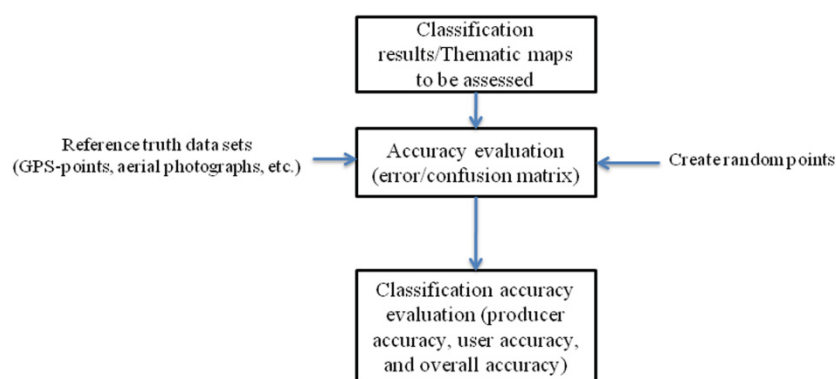 Classification
results/Thematic maps
to be assessed
Reference truth data sets
(GPS-points, aerial photographs, etc.)
Accuracy evaluation
(error/confusion matrix)
Create random points
Classification accuracy
evaluation (producer
accuracy, user accuracy,
and overall accuracy)